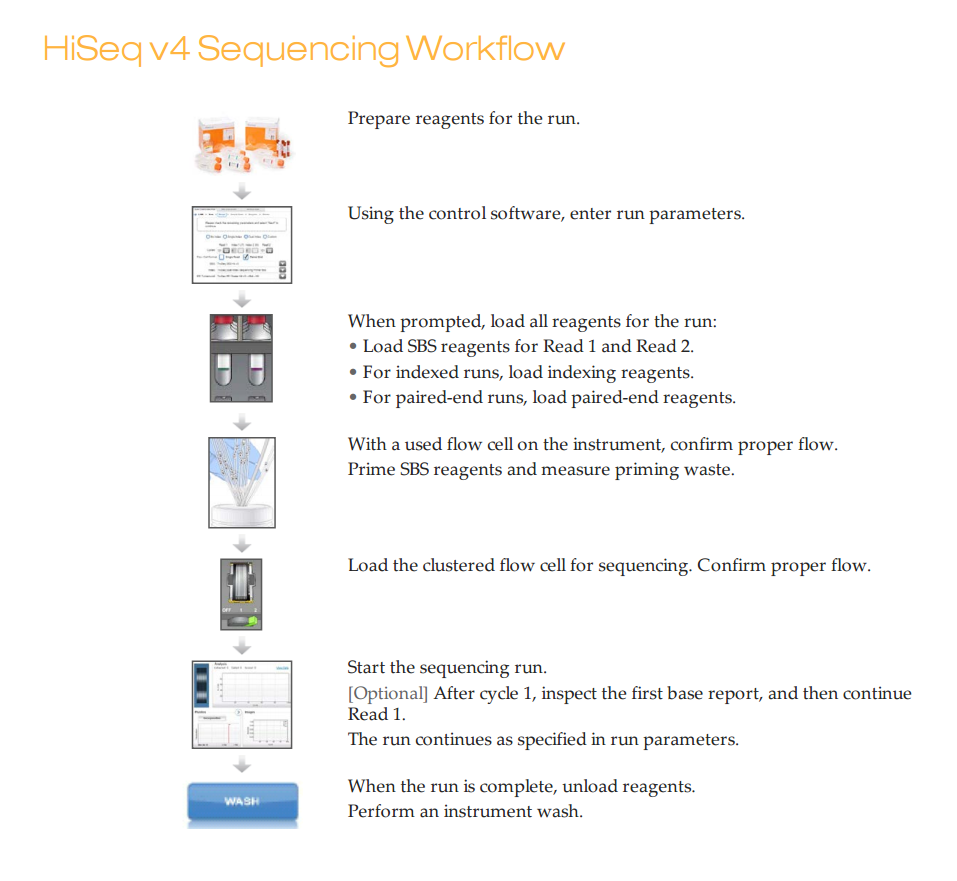 HiSeq v4 Sequencing Workflow
Prepare reagents for the run.
Using the control software, enter run parameters.
When prompted, load all reagents for the run:
• Load SBS reagents for Read 1 and Read 2.
• For indexed runs, load indexing reagents.
• For paired-end runs, load paired-end reagents.
With a used flow cell on the instrument, confirm proper flow.
Prime SBS reagents and measure priming waste.
Load the clustered flow cell for sequencing. Confirm proper flow.
OFF 1 2
Start the sequencing run.
[Optional] After cycle 1, inspect the first base report, and then continue
Read 1.
The run continues as specified in run parameters.
When the run is complete, unload reagents.
Perform an instrument wash.
WASH